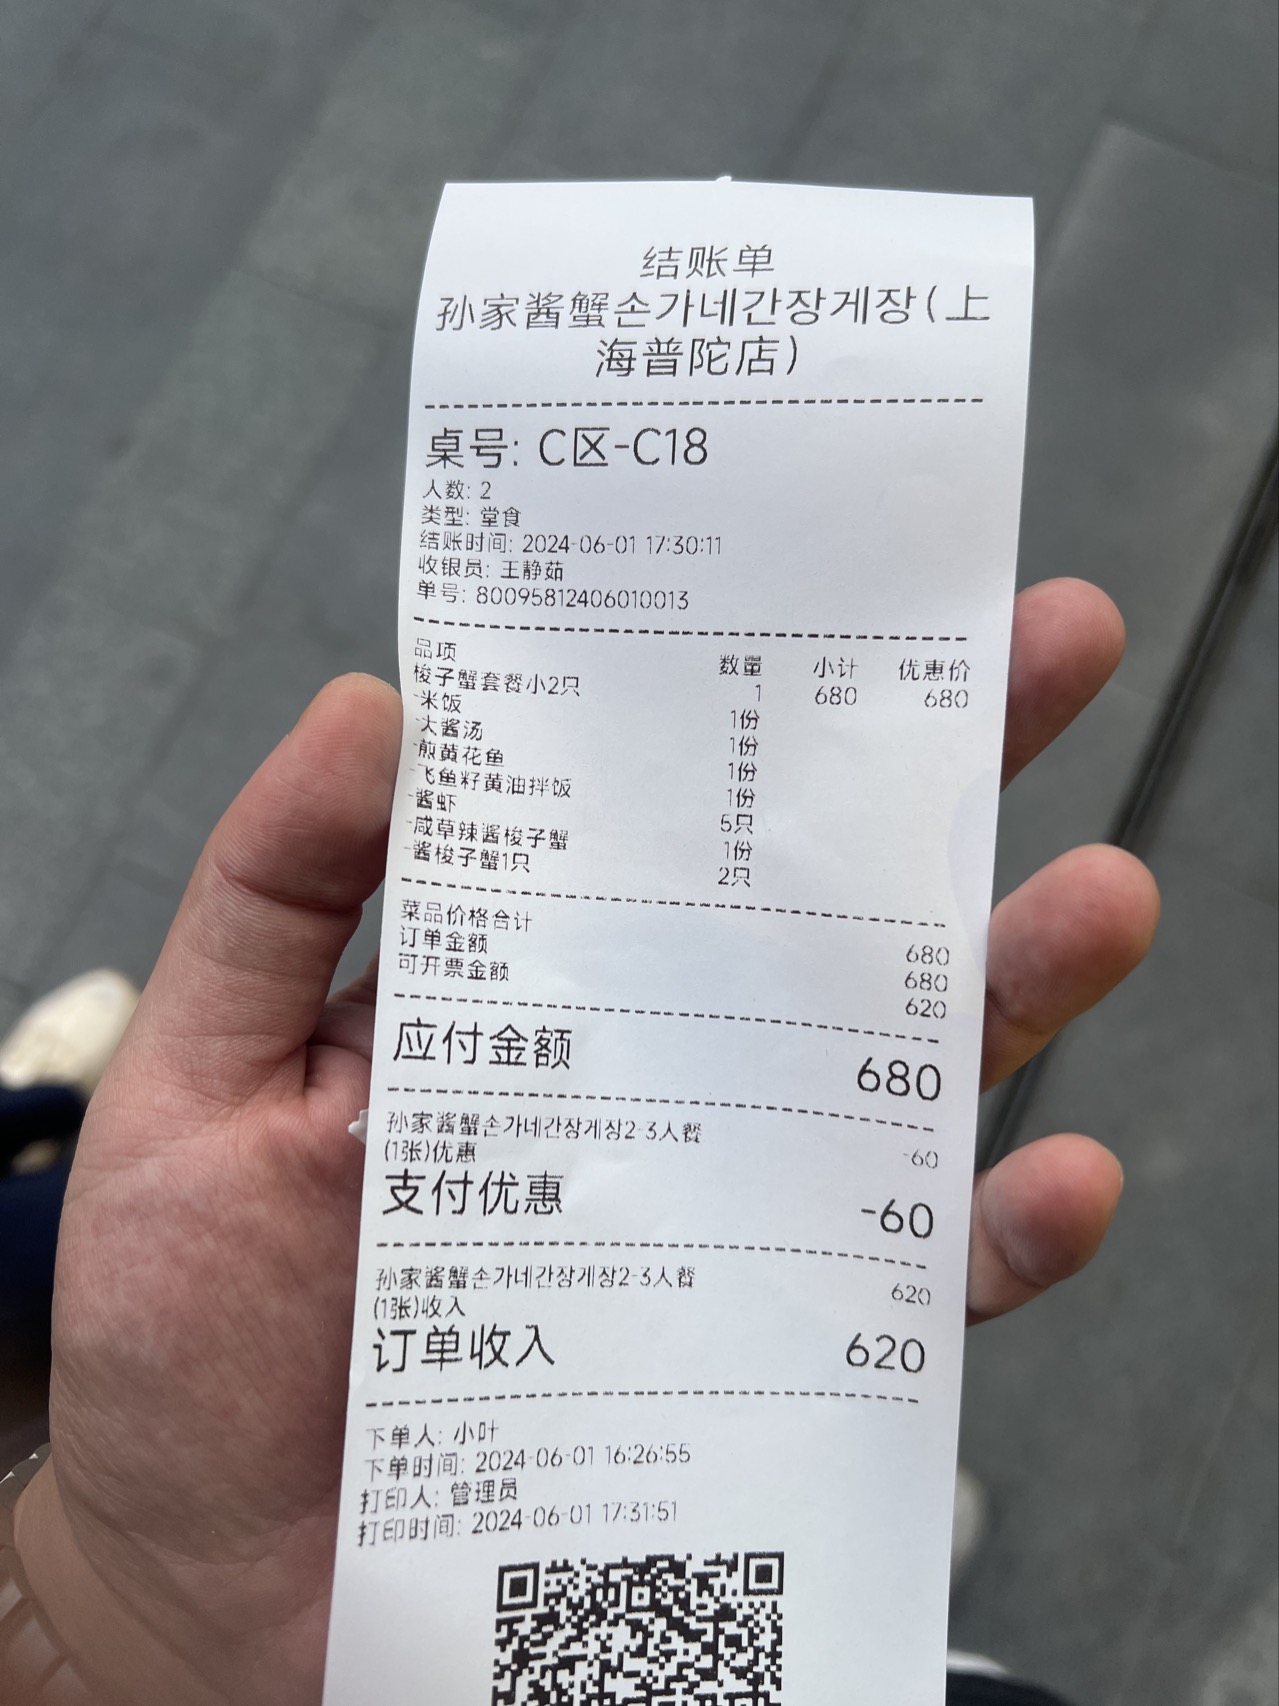 结账单
孙家酱蟹손가네간장게장(上
海普陀店)
桌号: C区-C18
人数: 2
类型: 堂食
结账时间: 2024-06-01 17:30:11
收银员: 王静茹
单号: 80095812406010013
品项 数量 小计 优惠价
梭子蟹套餐小2只 1 680 680
-米饭 1份
-大酱汤 1份
-煎黄花鱼 1份
-飞鱼籽黄油拌饭 1份
-酱虾 5只
-咸草辣酱梭子蟹 1份
-酱梭子蟹1只 2只
菜品价格合计 680
订单金额 680
可开票金额 620
应付金额 680
孙家酱蟹손가네간장게장2-3人餐 -60
(1张)优惠
支付优惠 -60
孙家酱蟹손가네간장게장2-3人餐 620
(1张)收入
订单收入 620
下单人: 小叶
下单时间: 2024-06-01 16:26:55
打印人: 管理员
打印时间: 2024-06-01 17:31:51